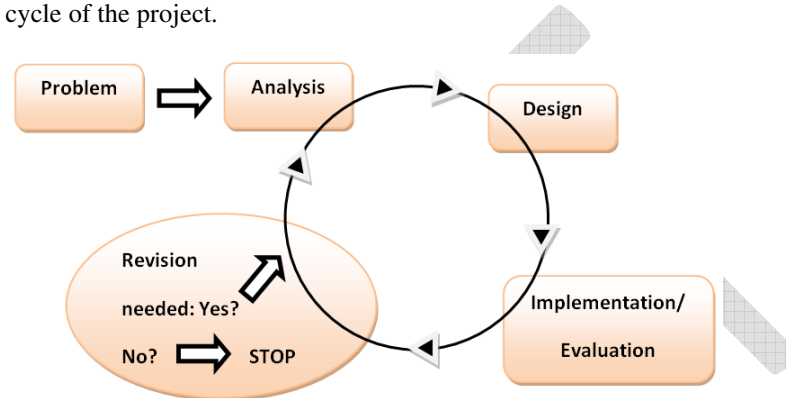 cycle of the project.
Problem
Analysis
Design
Implementation/
Evaluation
Revision
needed: Yes?
No?
STOP